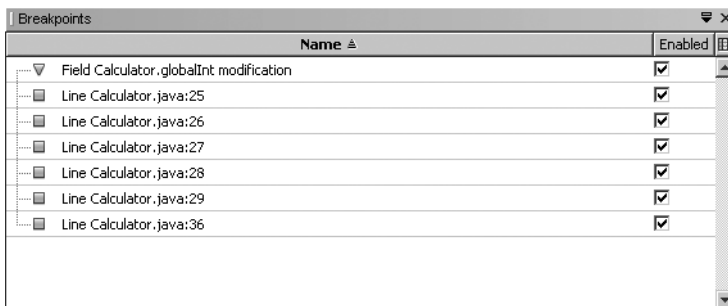 Breakpoints
Name Enabled
Field Calculator.globalInt modification
Line Calculator.java:25
Line Calculator.java:26
Line Calculator.java:27
Line Calculator.java:28
Line Calculator.java:29
Line Calculator.java:36